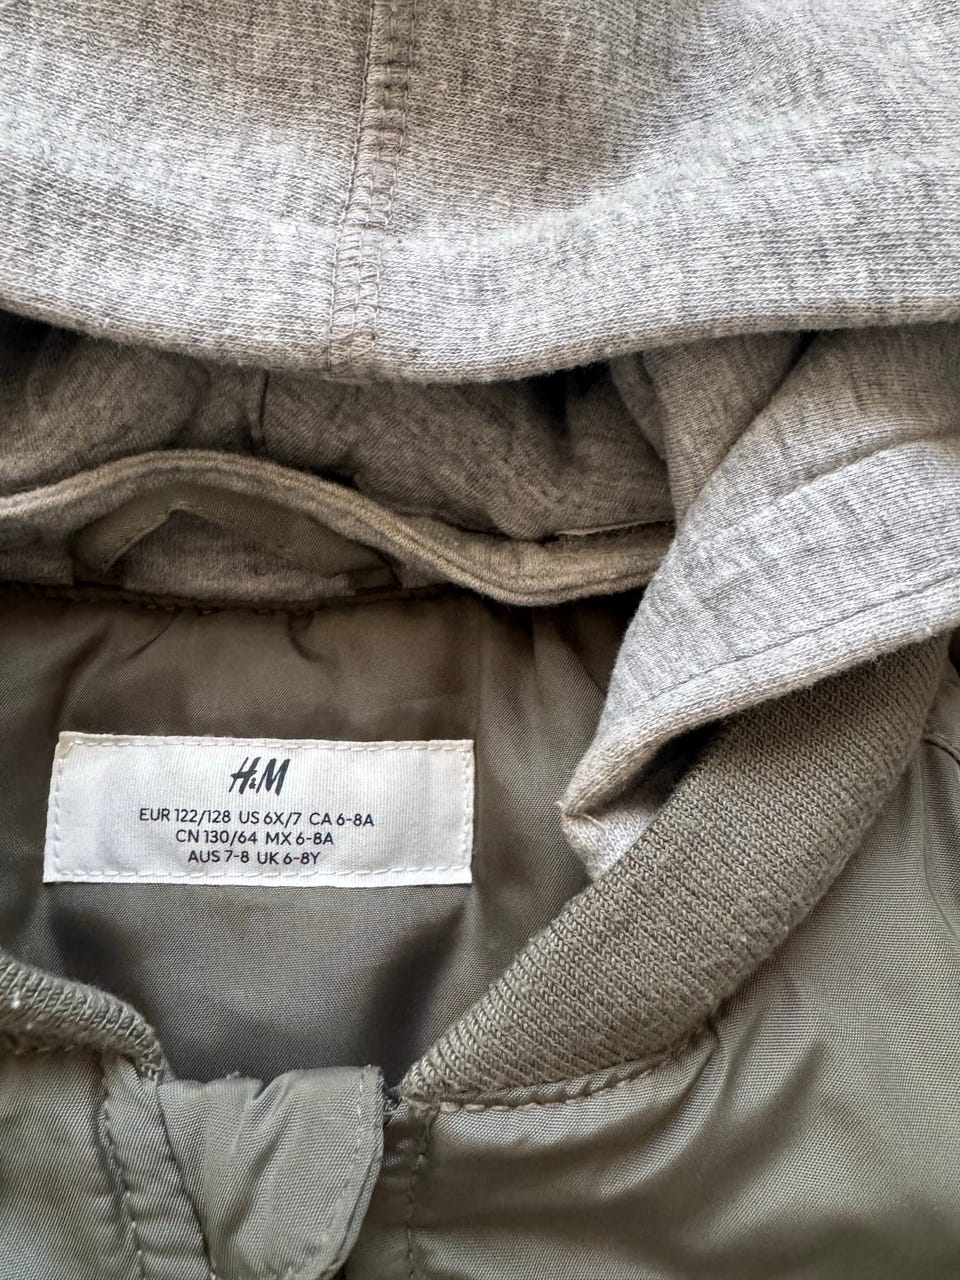 H&M
EUR 122/128 US 6X/7 CA 6-8A
CN 130/64 MX 6-8A
AUS 7-8 UK 6-8Y